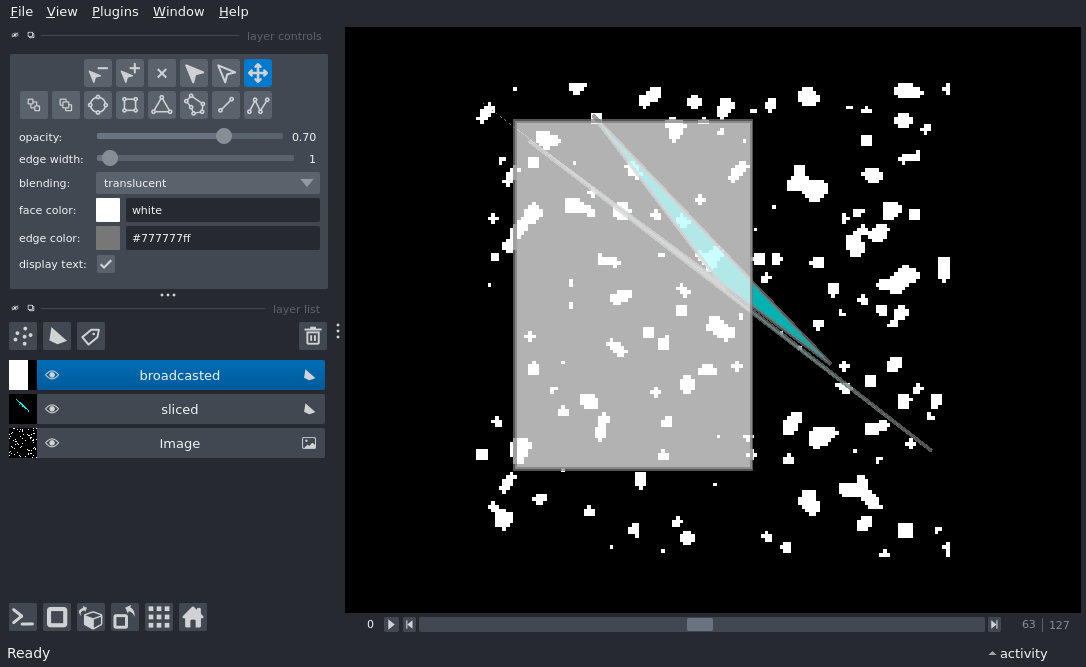 File View Plugins Window Help
layer controls
opacity: 0.70
edge width: 1
blending: translucent
face color: white
edge color: #777777ff
display text:
layer list
broadcasted
sliced
Image
0 63 127
Ready activity